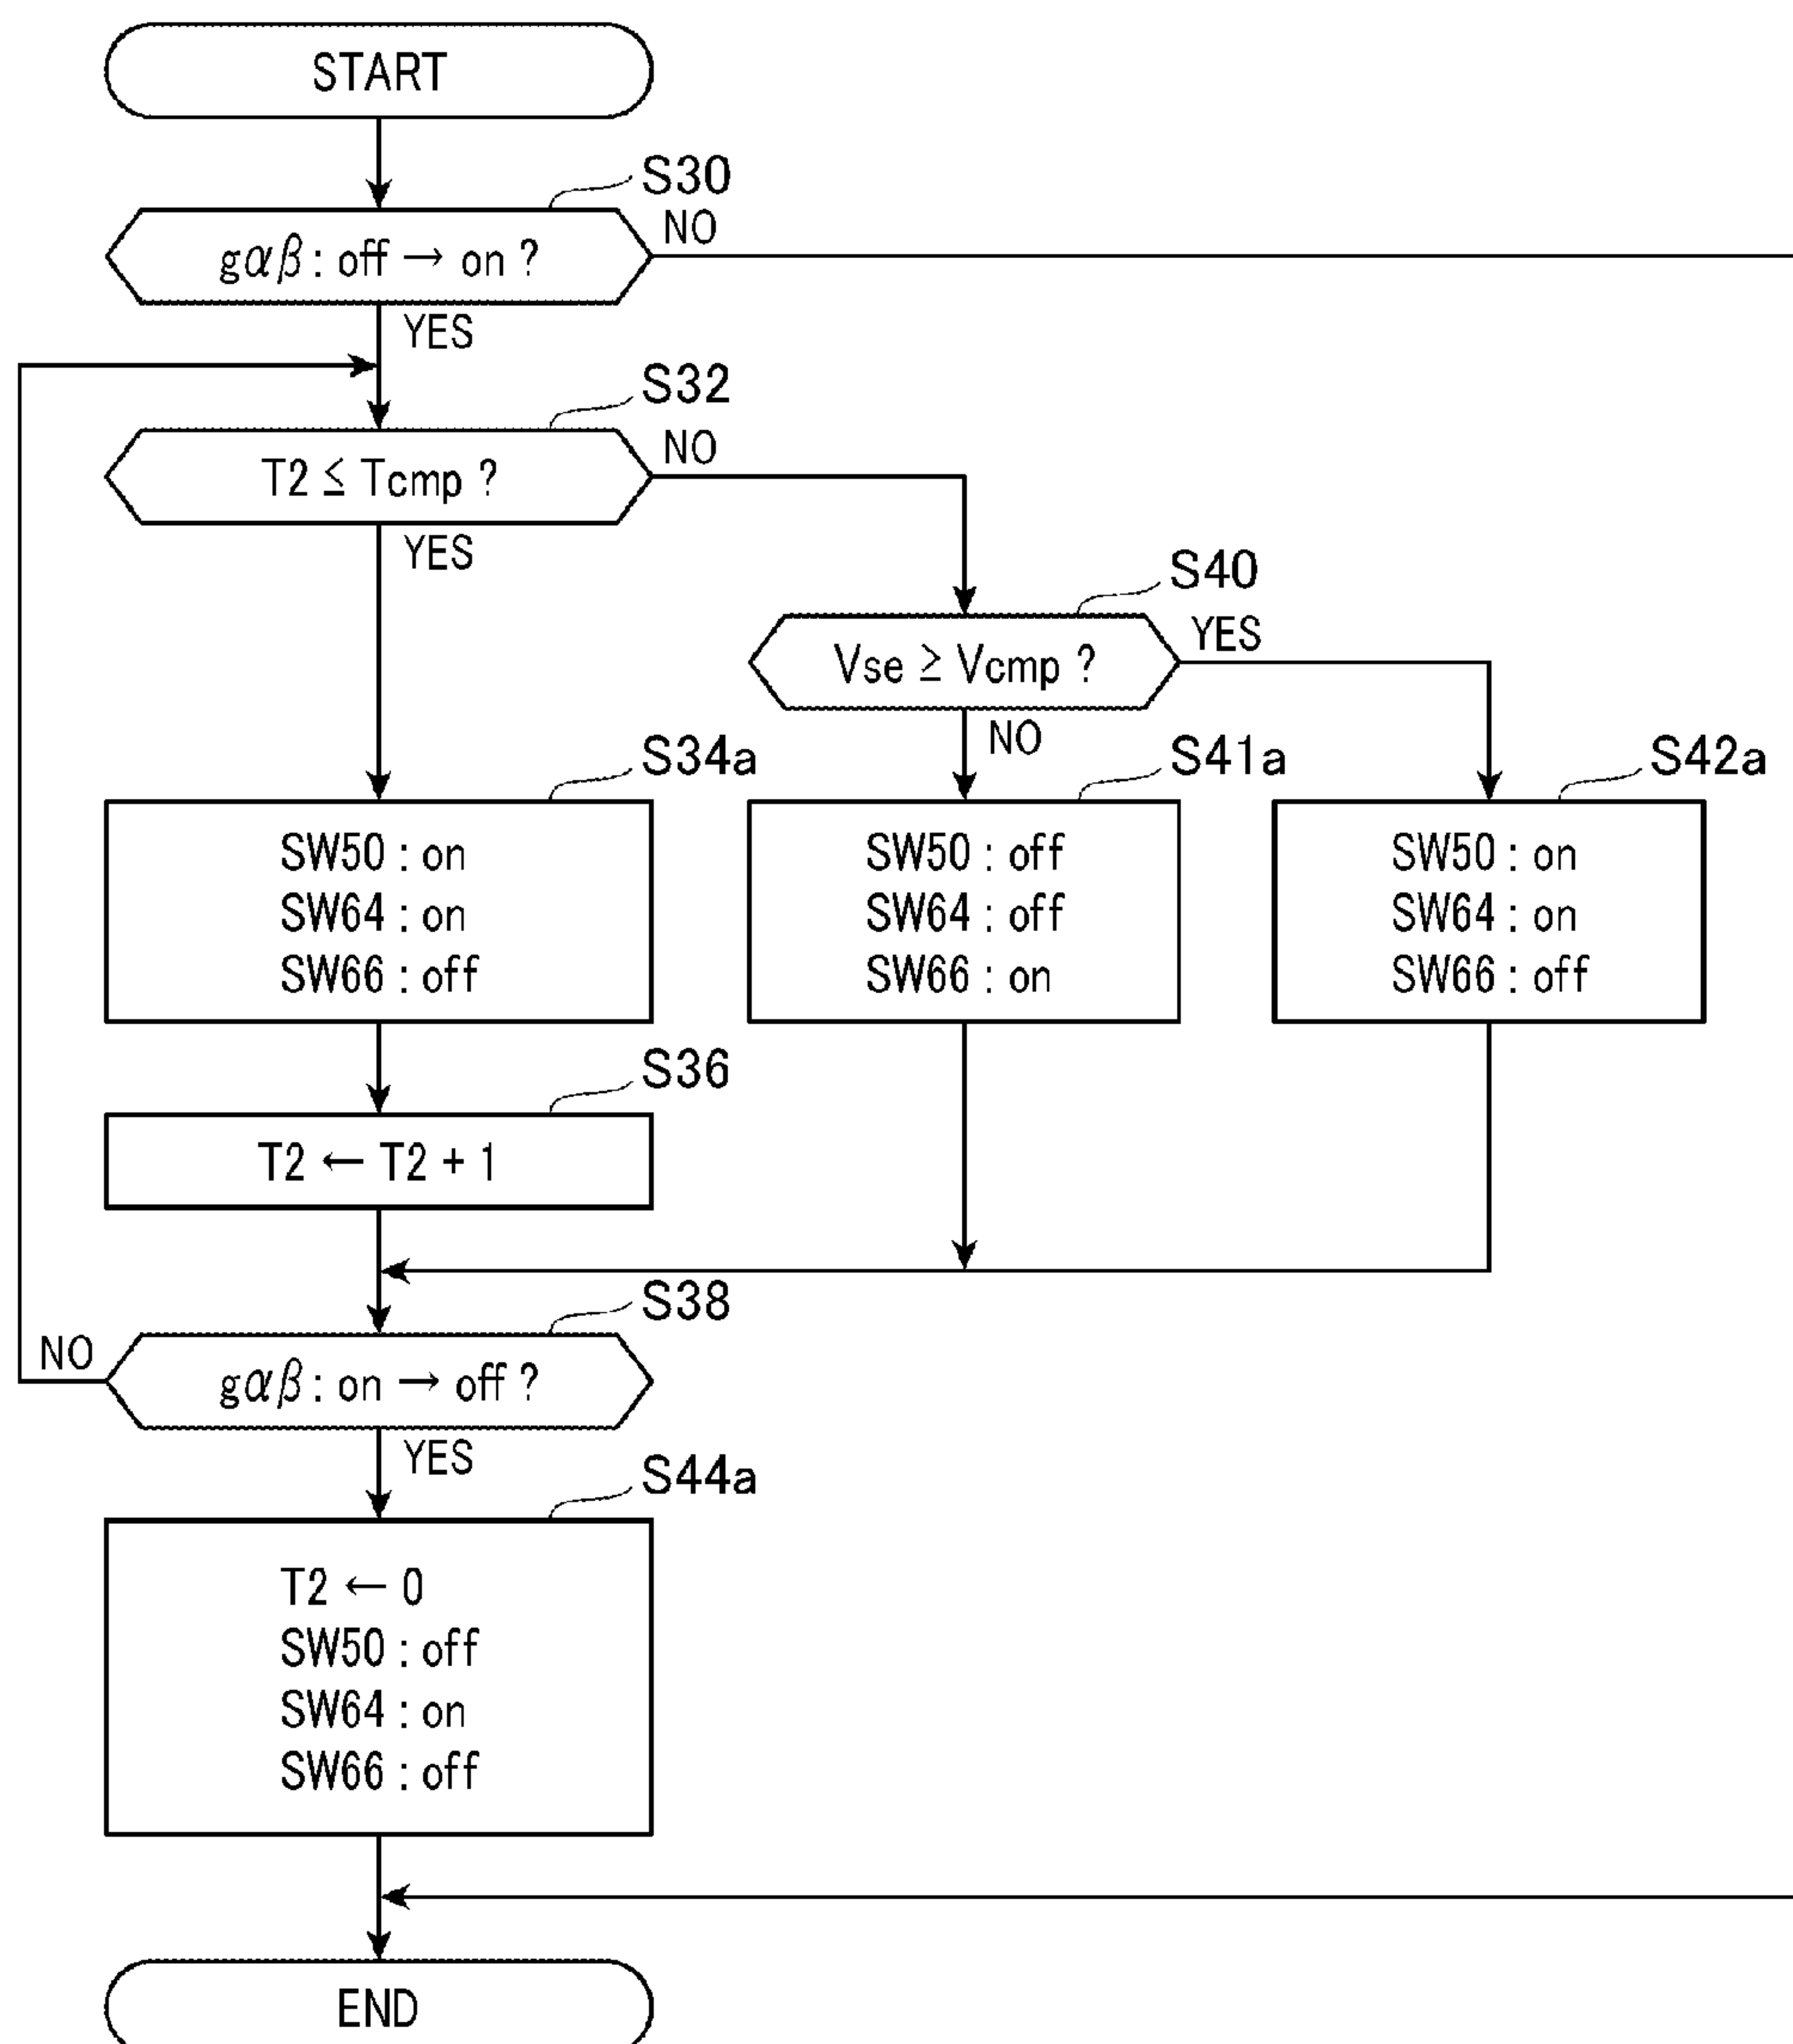 START
S30
gαβ : off → on ?
NO
YES
S32
T2 ≦ Tcmp ?
NO
YES
S40
Vse ≧ Vcmp ?
YES
NO
S34a
SW50 : on
SW64 : on
SW66 : off
S41a
SW50 : off
SW64 : off
SW66 : on
S42a
SW50 : on
SW64 : on
SW66 : off
S36
T2 ← T2 + 1
S38
NO
gαβ : on → off ?
YES
S44a
T2 ← 0
SW50 : off
SW64 : on
SW66 : off
END